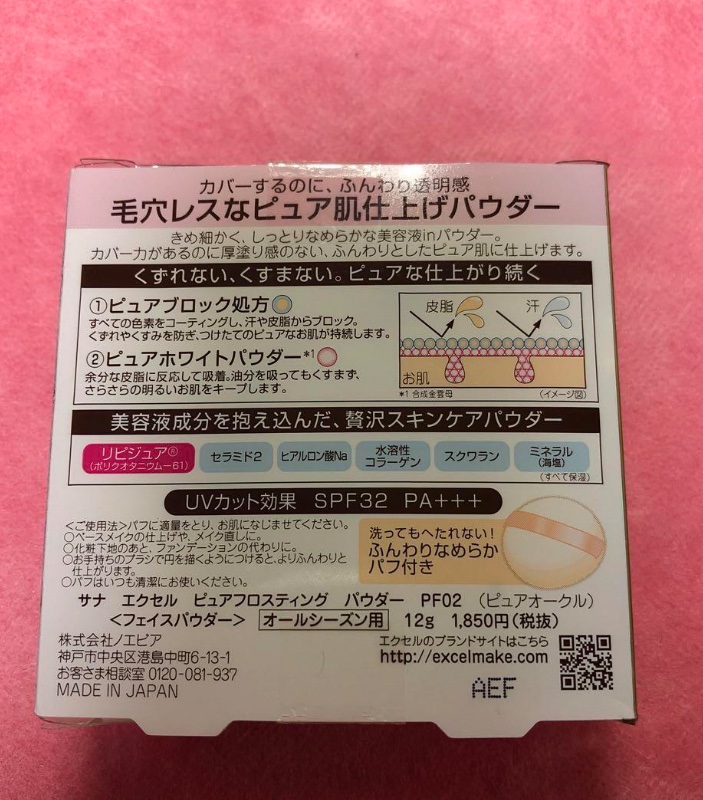 カバーするのに、ふんわり透明感
毛穴レスなピュア肌仕上げパウダー
きめ細かく、しっとりなめらかな美容液inパウダー。
カバー力があるのに厚塗り感のない、ふんわりとしたピュア肌に仕上げます。
くずれない、くすまない。ピュアな仕上がり続く
①ピュアブロック処方
すべての色素をコーティングし、汗や皮脂からブロック。
くずれやくすみを防ぎ、つけたてのピュアなお肌が持続します。
②ピュアホワイトパウダー*1
余分な皮脂に反応して吸着。油分を吸ってもくすまず、
さらさらの明るいお肌をキープします。
皮脂
汗
お肌
*1 合成金雲母
(イメージ図)
美容液成分を抱え込んだ、贅沢スキンケアパウダー
リピジュア®
(ポリクオタニウム−61)
セラミド2
ヒアルロン酸Na
水溶性
コラーゲン
スクワラン
ミネラル
(海塩)
(すべて保湿)
UVカット効果 SPF32 PA+++
<ご使用法>パフに適量をとり、お肌になじませてください。
○ベースメイクの仕上げや、メイク直しに。
○化粧下地のあと、ファンデーションの代わりに。
○お手持ちのブラシで円を描くようにつけると、よりふんわりと
仕上がります。
○パフはいつも清潔にお使いください。
洗ってもへたれない!
ふんわりなめらか
パフ付き
サナ エクセル ピュアフロスティング パウダー PF02 (ピュアオークル)
<フェイスパウダー> オールシーズン用 12g 1,850円(税抜)
株式会社ノエビア
神戸市中央区港島中町6-13-1
お客さま相談室 0120-081-937
MADE IN JAPAN
エクセルのブランドサイトはこちら
http://excelmake.com
AEF